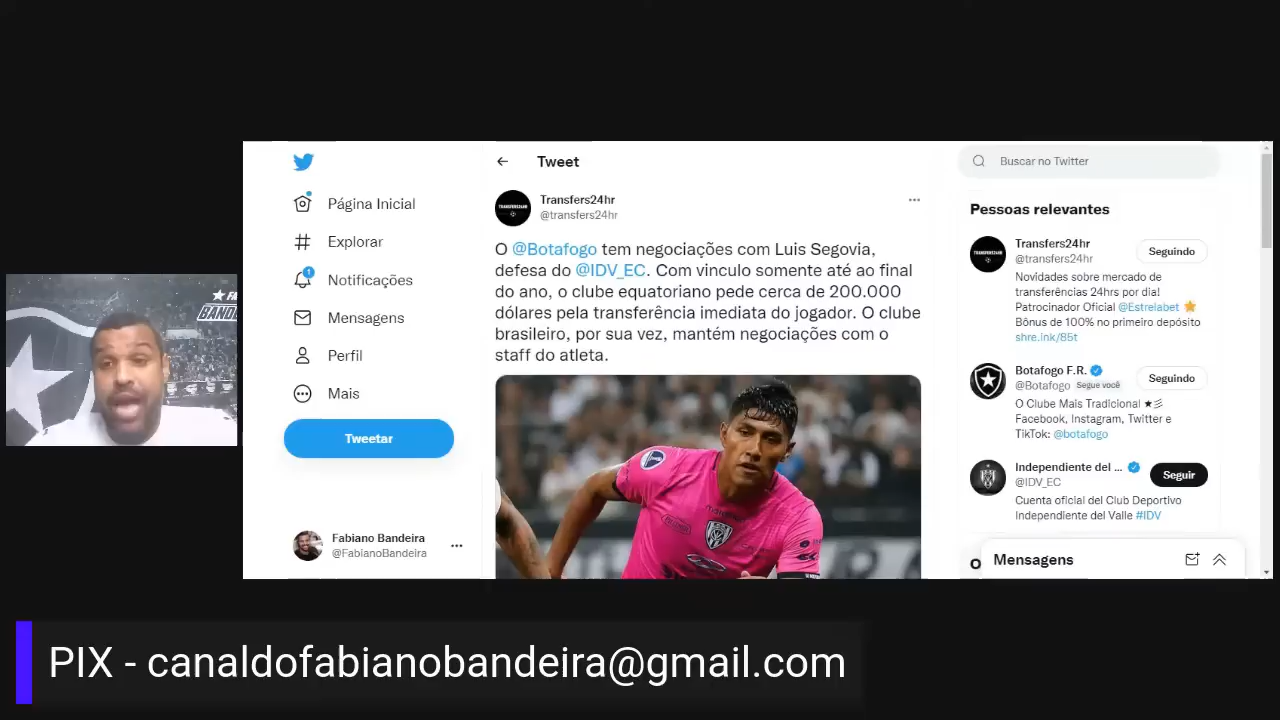 Tweet
Buscar no Twitter
Página Inicial
Explorar
1
Notificações
Mensagens
Perfil
Mais
Tweetar
Fabiano Bandeira
@FabianoBandeira
Transfers24hr
@transfers24hr
O @Botafogo tem negociações com Luis Segovia,
defesa do @IDV_EC. Com vinculo somente até ao final
do ano, o clube equatoriano pede cerca de 200.000
dólares pela transferência imediata do jogador. O clube
brasileiro, por sua vez, mantém negociações com o
staff do atleta.
Pessoas relevantes
Transfers24hr
@transfers24hr
Seguindo
Novidades sobre mercado de
transferências 24hrs por dia!
Patrocinador Oficial @Estrelabet
Bônus de 100% no primeiro depósito
shre.ink/85t
Botafogo F.R.
@Botafogo Segue você
Seguindo
O Clube Mais Tradicional
Facebook, Instagram, Twitter e
TikTok: @botafogo
Independiente del ...
@IDV_EC
Seguir
Cuenta oficial del Club Deportivo
Independiente del Valle #IDV
Mensagens
PIX - canaldofabianobandeira@gmail.com